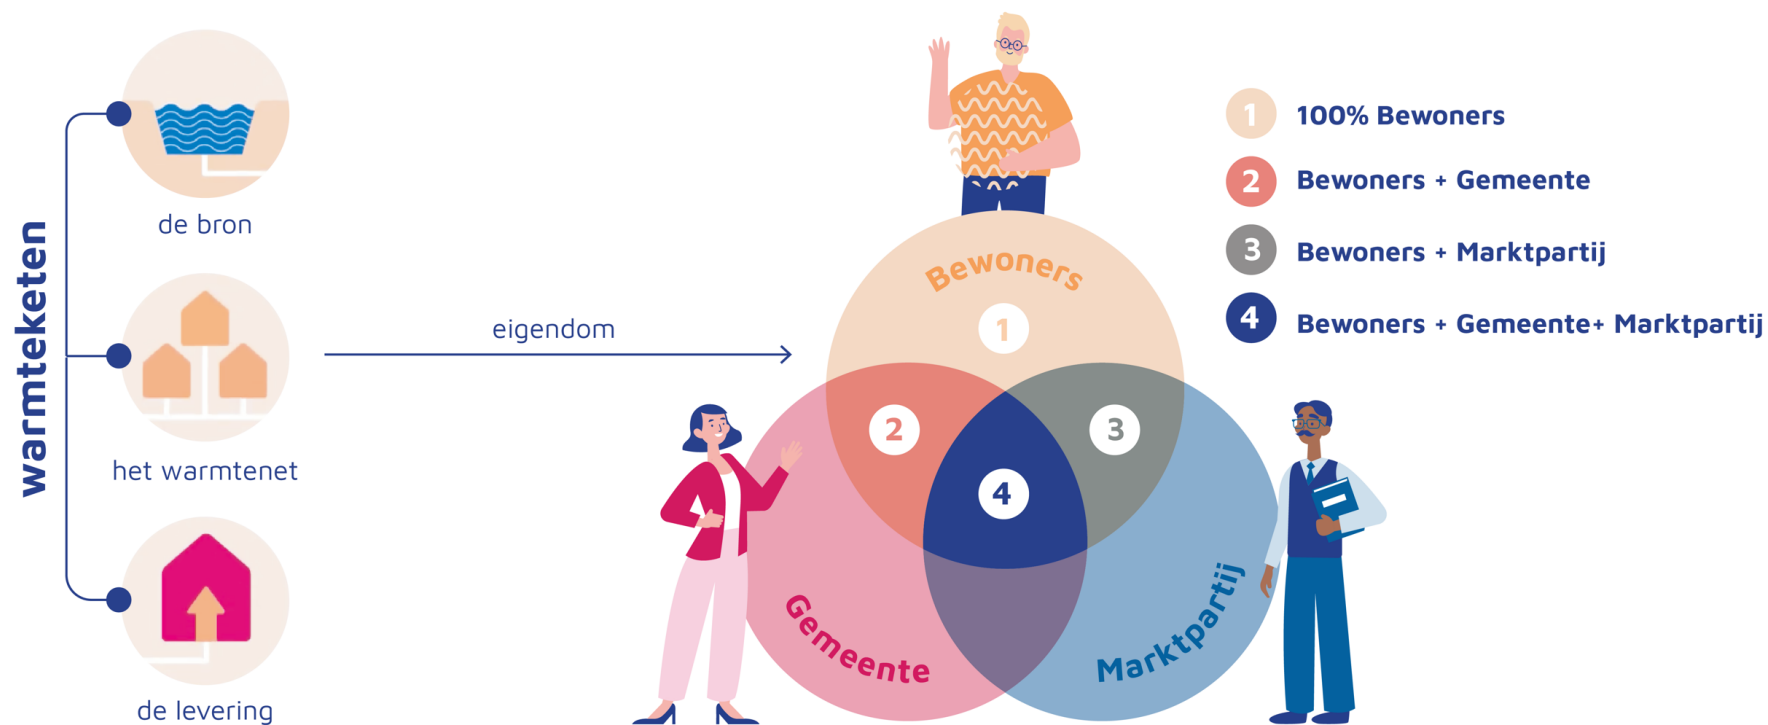 warmteketen
de bron
het warmtenet
de levering
eigendom
Bewoners
1
2
3
4
Gemeente
Marktpartij
1 100% Bewoners
2 Bewoners + Gemeente
3 Bewoners + Marktpartij
4 Bewoners + Gemeente+ Marktpartij